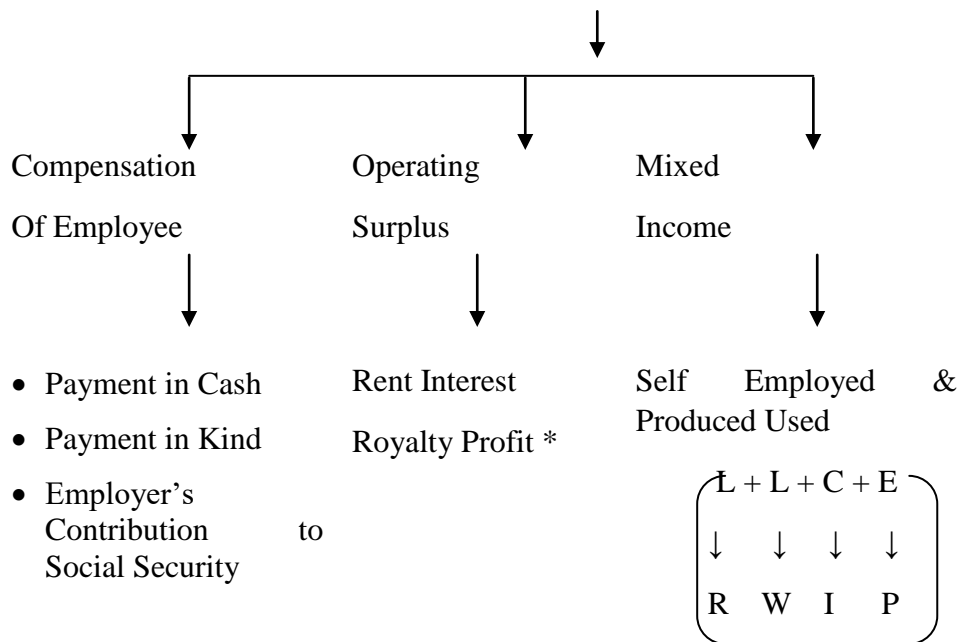 Compensation
Of Employee
Operating
Surplus
Mixed
Income
• Payment in Cash
• Payment in Kind
• Employer’s
Contribution to
Social Security
Rent Interest
Royalty Profit *
Self Employed &
Produced Used
L + L + C + E
↓ ↓ ↓ ↓
R W I P